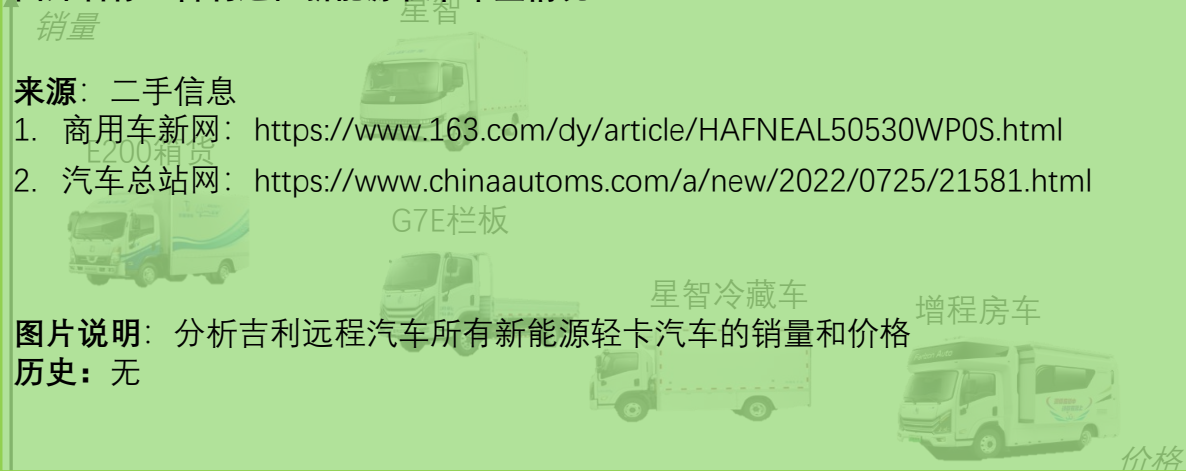 销量
星智
来源：二手信息
1. 商用车新网：https://www.163.com/dy/article/HAFNEAL50530WP0S.html
E200箱货
2. 汽车总站网：https://www.chinaautoms.com/a/new/2022/0725/21581.html
G7E栏板
星智冷藏车
增程房车
图片说明：分析吉利远程汽车所有新能源轻卡汽车的销量和价格
历史：无
价格